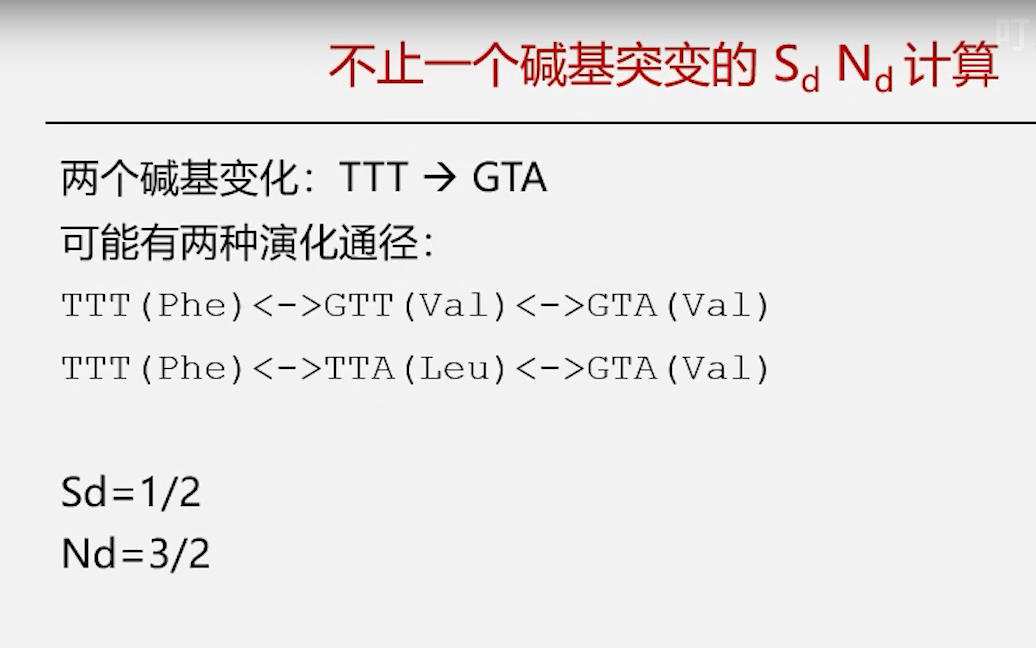 不止一个碱基突变的 Sd Nd 计算
两个碱基变化：TTT → GTA
可能有两种演化通径：
TTT(Phe)<->GTT(Val)<->GTA(Val)
TTT(Phe)<->TTA(Leu)<->GTA(Val)
Sd=1/2
Nd=3/2